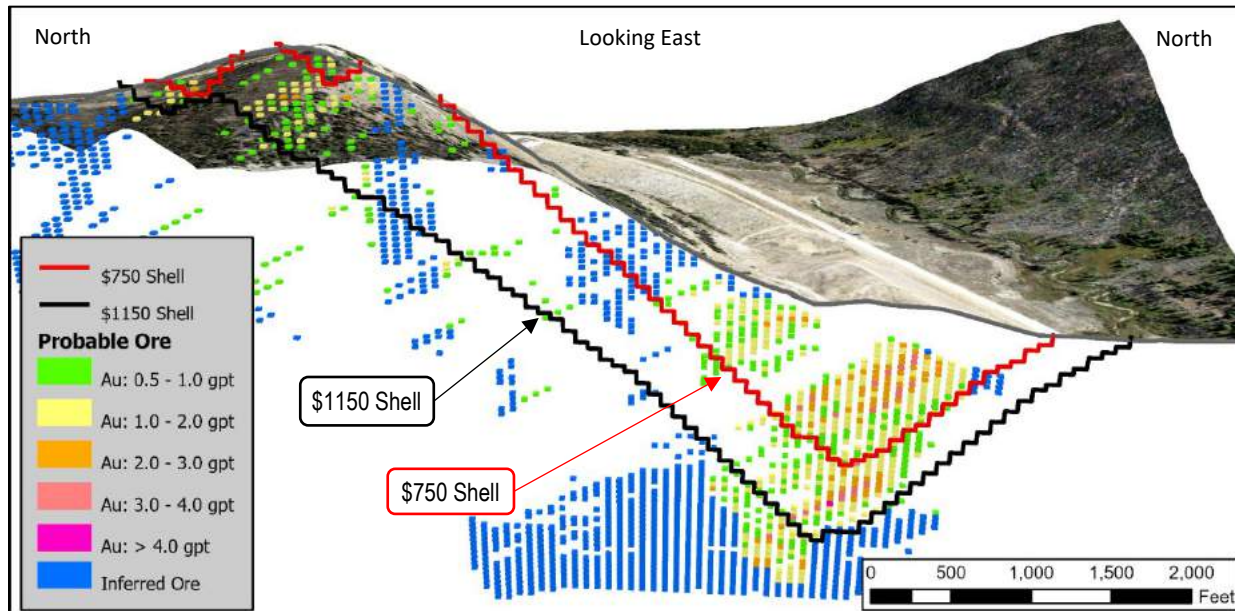 North
Looking East
North
$750 Shell
$1150 Shell
Probable Ore
Au: 0.5 - 1.0 gpt
Au: 1.0 - 2.0 gpt
Au: 2.0 - 3.0 gpt
Au: 3.0 - 4.0 gpt
Au: > 4.0 gpt
Inferred Ore
$1150 Shell
$750 Shell
0 500 1,000 1,500 2,000
Feet